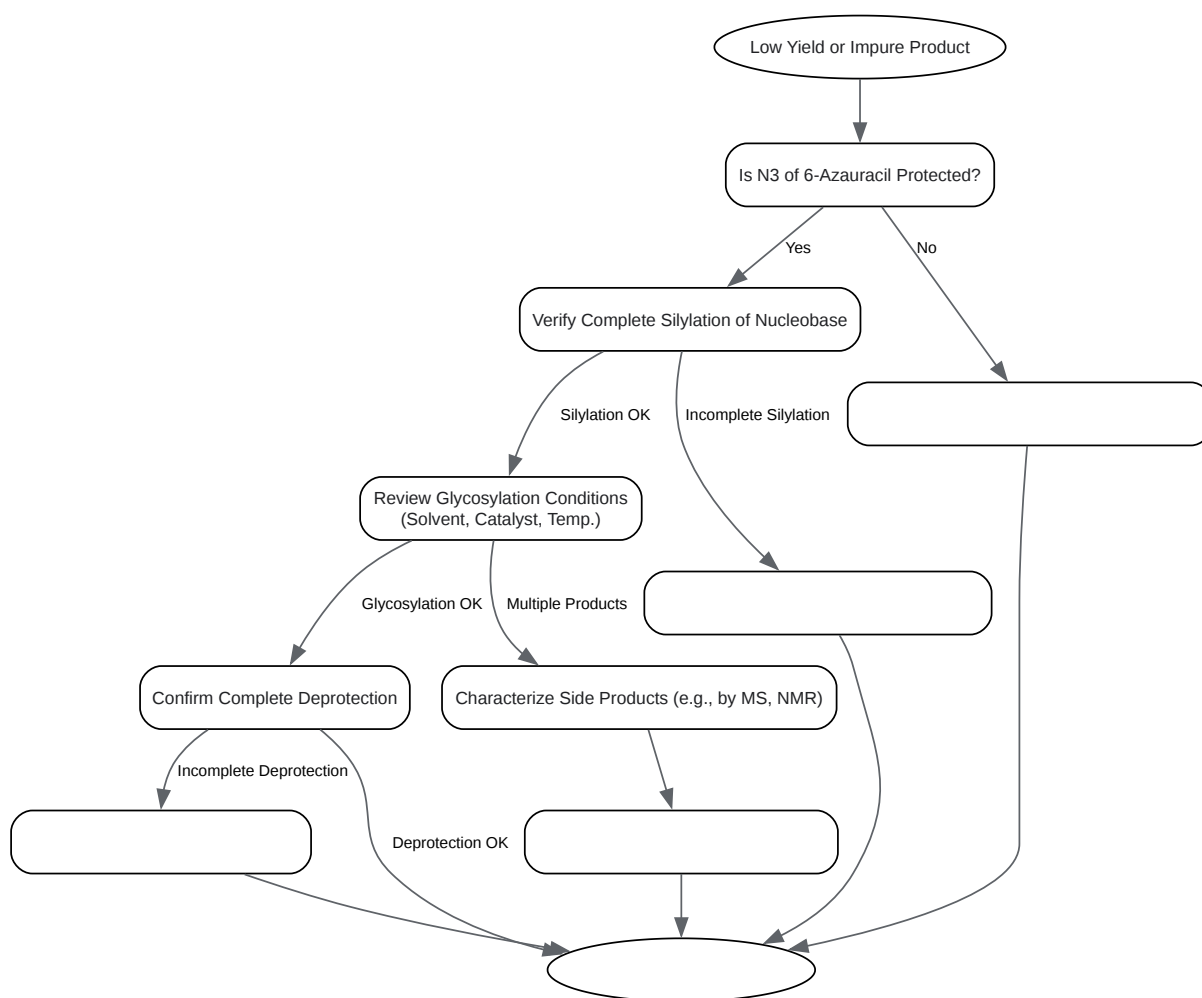 Low Yield or Impure Product
Is N3 of 6-Azauracil Protected?
Yes
No
Verify Complete Silylation of Nucleobase
Silylation OK
Incomplete Silylation
Review Glycosylation Conditions
(Solvent, Catalyst, Temp.)
Glycosylation OK
Multiple Products
Confirm Complete Deprotection
Characterize Side Products (e.g., by MS, NMR)
Incomplete Deprotection
Deprotection OK